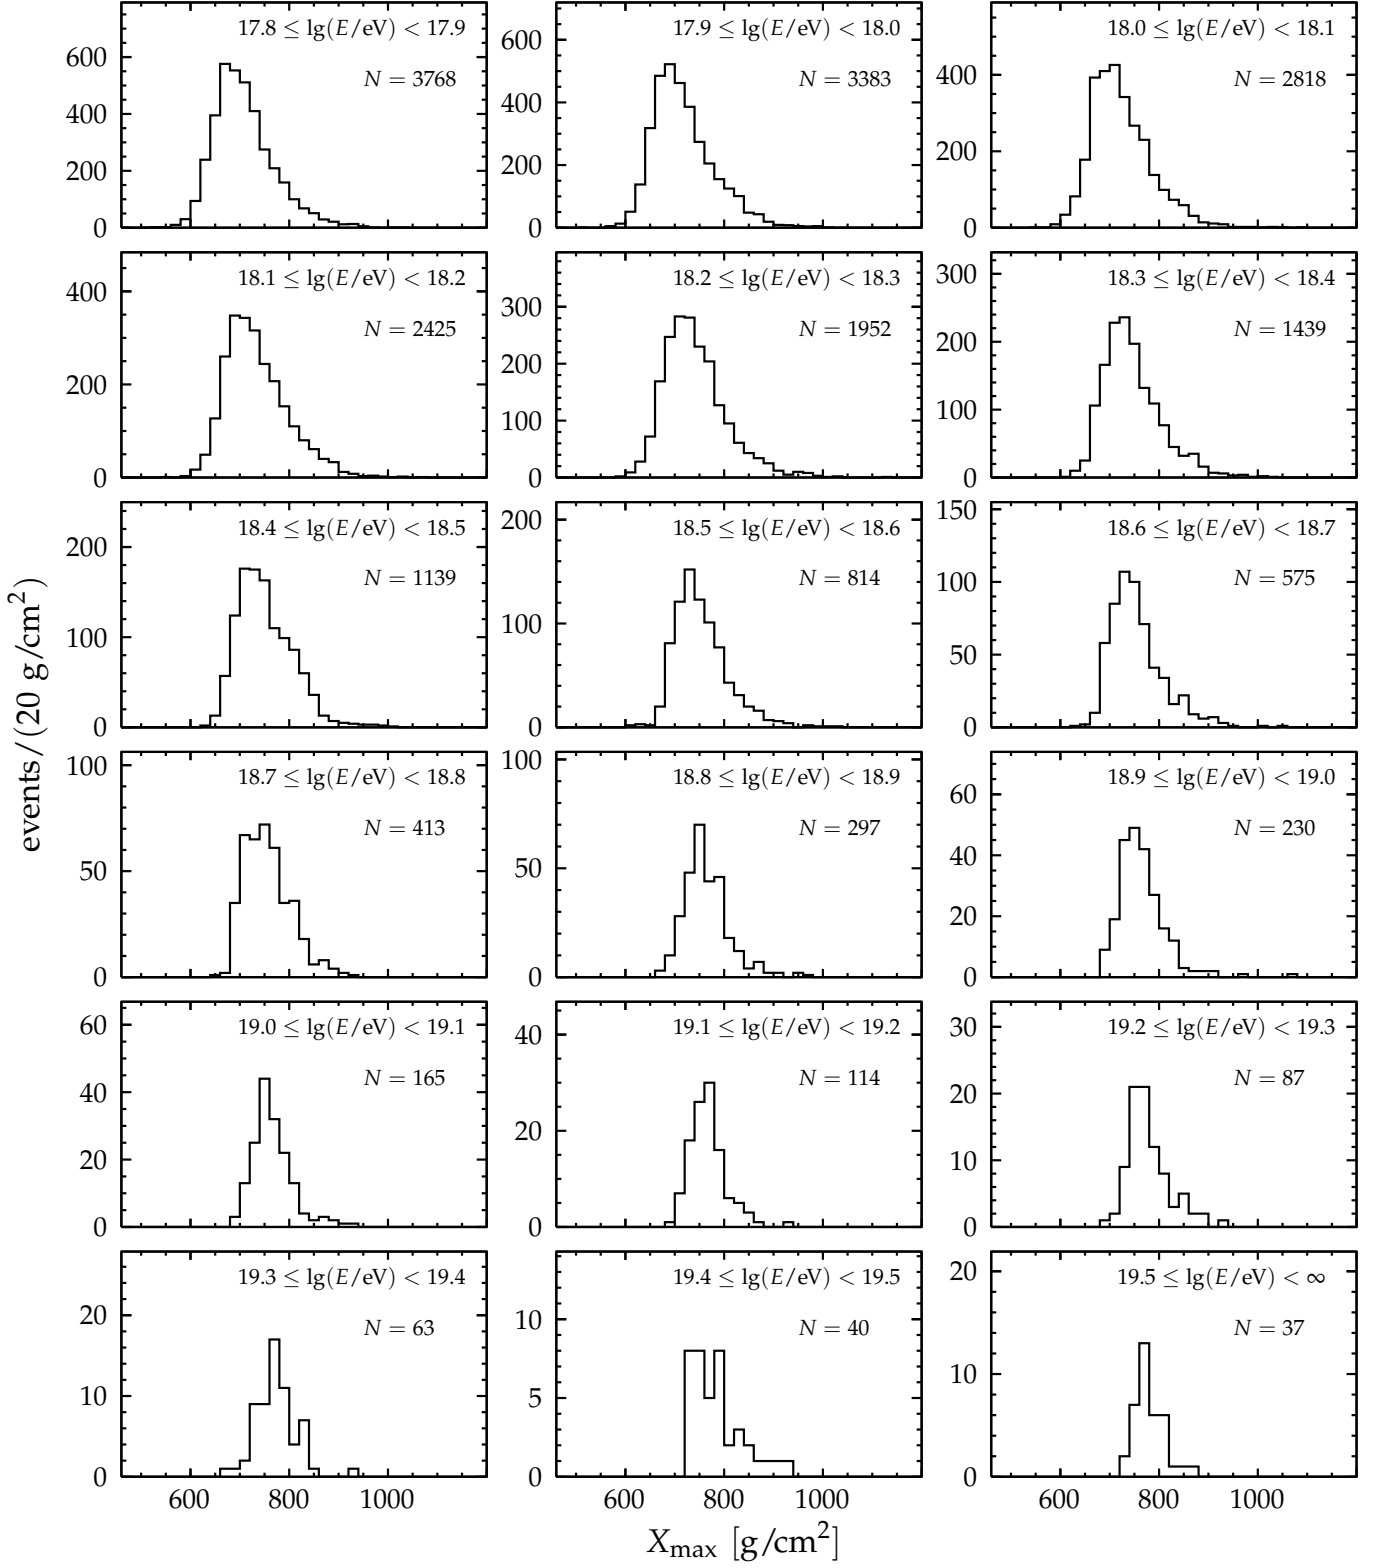 17.8 ≤ lg(E/eV) < 17.9
N = 3768
600
400
200
0
17.9 ≤ lg(E/eV) < 18.0
N = 3383
600
400
200
0
18.0 ≤ lg(E/eV) < 18.1
N = 2818
400
200
0
18.1 ≤ lg(E/eV) < 18.2
N = 2425
400
200
0
18.2 ≤ lg(E/eV) < 18.3
N = 1952
300
200
100
0
18.3 ≤ lg(E/eV) < 18.4
N = 1439
300
200
100
0
18.4 ≤ lg(E/eV) < 18.5
N = 1139
200
100
0
18.5 ≤ lg(E/eV) < 18.6
N = 814
200
100
0
18.6 ≤ lg(E/eV) < 18.7
N = 575
150
100
50
0
events/(20 g/cm²)
18.7 ≤ lg(E/eV) < 18.8
N = 413
100
50
0
18.8 ≤ lg(E/eV) < 18.9
N = 297
100
50
0
18.9 ≤ lg(E/eV) < 19.0
N = 230
60
40
20
0
19.0 ≤ lg(E/eV) < 19.1
N = 165
60
40
20
0
19.1 ≤ lg(E/eV) < 19.2
N = 114
40
20
0
19.2 ≤ lg(E/eV) < 19.3
N = 87
30
20
10
0
19.3 ≤ lg(E/eV) < 19.4
N = 63
20
10
0
19.4 ≤ lg(E/eV) < 19.5
N = 40
10
5
0
19.5 ≤ lg(E/eV) < ∞
N = 37
20
10
0
600 800 1000
600 800 1000
600 800 1000
Xmax [g/cm²]